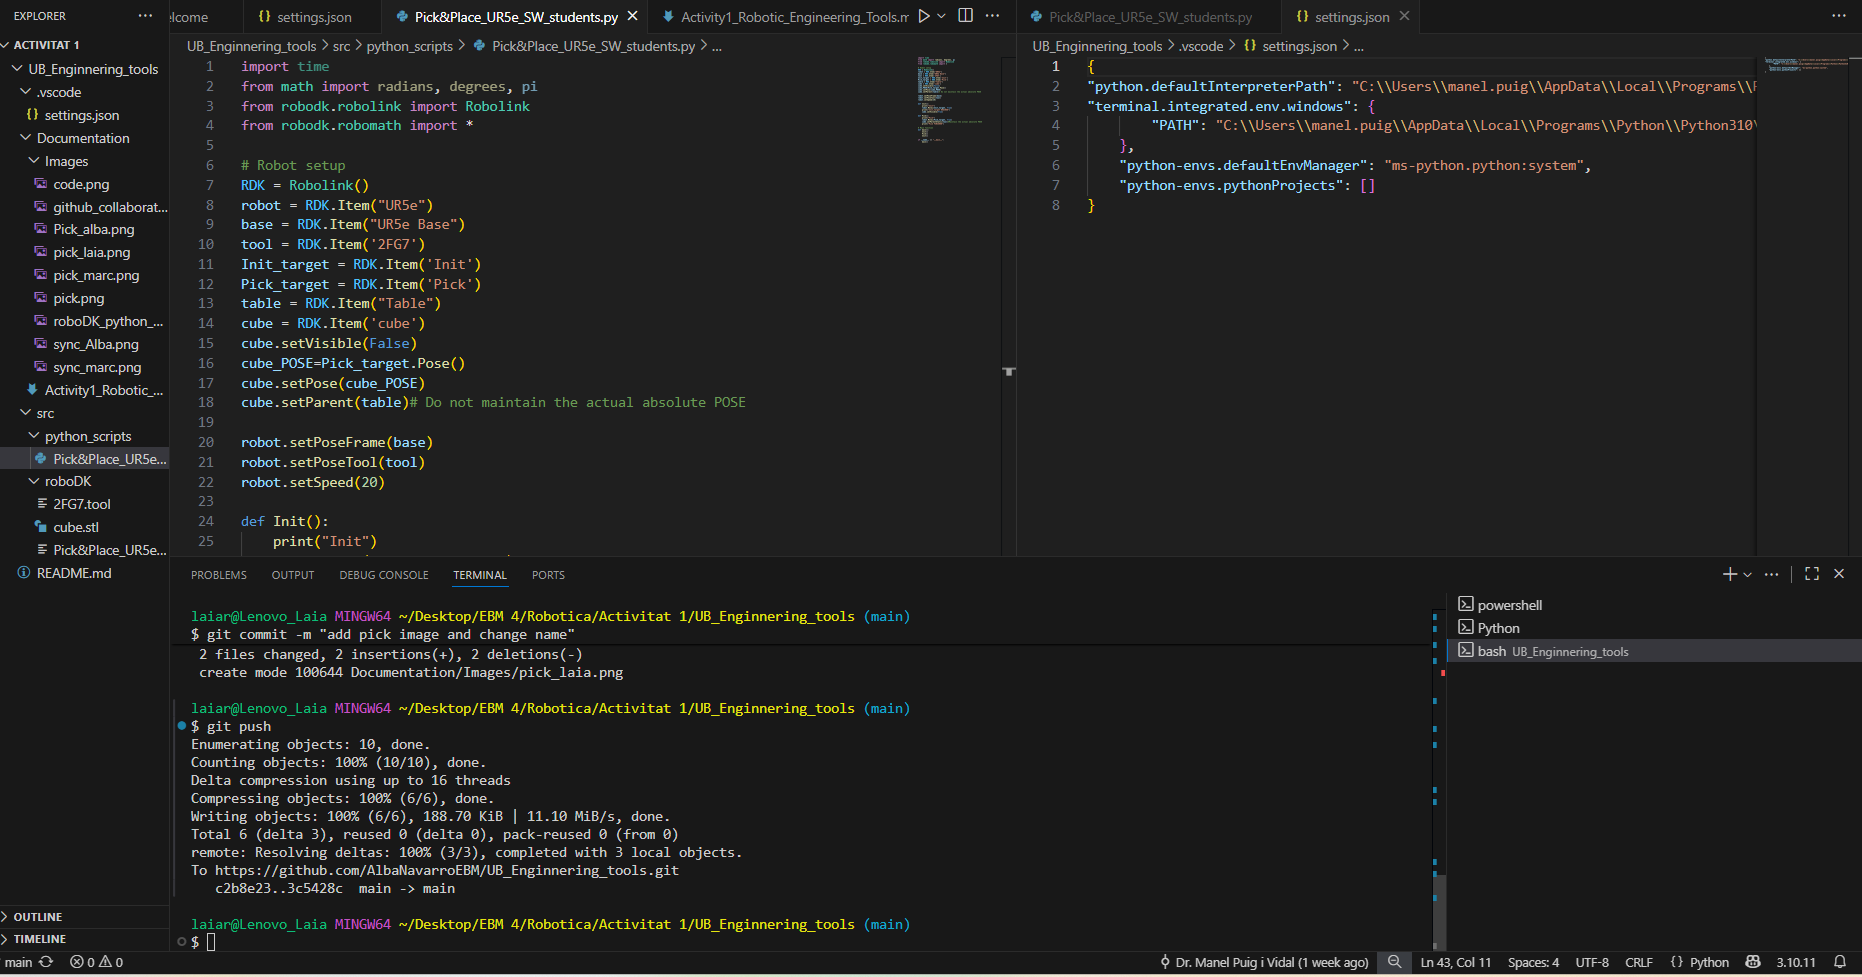 EXPLORER
ACTIVITAT 1
UB_Enginnering_tools
.vscode
settings.json
Documentation
Images
code.png
github_collaborat...
Pick_alba.png
pick_laia.png
pick_marc.png
pick.png
roboDK_python_...
sync_Alba.png
sync_marc.png
Activity1_Robotic_...
src
python_scripts
Pick&Place_UR5e...
roboDK
2FG7.tool
cube.stl
Pick&Place_UR5e...
README.md
OUTLINE
TIMELINE
elcome
settings.json
Pick&Place_UR5e_SW_students.py
Activity1_Robotic_Engineering_Tools.m
UB_Enginnering_tools > src > python_scripts > Pick&Place_UR5e_SW_students.py > ...
1 import time
2 from math import radians, degrees, pi
3 from robodk.robolink import Robolink
4 from robodk.robomath import *
5
6 # Robot setup
7 RDK = Robolink()
8 robot = RDK.Item("UR5e")
9 base = RDK.Item("UR5e Base")
10 tool = RDK.Item('2FG7')
11 Init_target = RDK.Item('Init')
12 Pick_target = RDK.Item('Pick')
13 table = RDK.Item("Table")
14 cube = RDK.Item('cube')
15 cube.setVisible(False)
16 cube_POSE=Pick_target.Pose()
17 cube.setPose(cube_POSE)
18 cube.setParent(table)# Do not maintain the actual absolute POSE
19
20 robot.setPoseFrame(base)
21 robot.setPoseTool(tool)
22 robot.setSpeed(20)
23
24 def Init():
25 print("Init")
Pick&Place_UR5e_SW_students.py
settings.json
UB_Enginnering_tools > .vscode > {} settings.json > ...
1 {
2 "python.defaultInterpreterPath": "C:\\Users\\manel.puig\\AppData\\Local\\Programs\\
3 "terminal.integrated.env.windows": {
4 "PATH": "C:\\Users\\manel.puig\\AppData\\Local\\Programs\\Python\\Python310\
5 },
6 "python-envs.defaultEnvManager": "ms-python.python:system",
7 "python-envs.pythonProjects": []
8 }
PROBLEMS OUTPUT DEBUG CONSOLE TERMINAL PORTS
laiar@Lenovo_Laia MINGW64 ~/Desktop/EBM 4/Robotica/Activitat 1/UB_Enginnering_tools (main)
$ git commit -m "add pick image and change name"
2 files changed, 2 insertions(+), 2 deletions(-)
create mode 100644 Documentation/Images/pick_laia.png
laiar@Lenovo_Laia MINGW64 ~/Desktop/EBM 4/Robotica/Activitat 1/UB_Enginnering_tools (main)
$ git push
Enumerating objects: 10, done.
Counting objects: 100% (10/10), done.
Delta compression using up to 16 threads
Compressing objects: 100% (6/6), done.
Writing objects: 100% (6/6), 188.70 KiB | 11.10 MiB/s, done.
Total 6 (delta 3), reused 0 (delta 0), pack-reused 0 (from 0)
remote: Resolving deltas: 100% (3/3), completed with 3 local objects.
To https://github.com/AlbaNavarroEBM/UB_Enginnering_tools.git
c2b8e23..3c5428c main -> main
laiar@Lenovo_Laia MINGW64 ~/Desktop/EBM 4/Robotica/Activitat 1/UB_Enginnering_tools (main)
$
powershell
Python
bash UB_Enginnering_tools
main 0 0 Dr. Manel Puig i Vidal (1 week ago) Ln 43, Col 11 Spaces: 4 UTF-8 CRLF {} Python 3.10.11